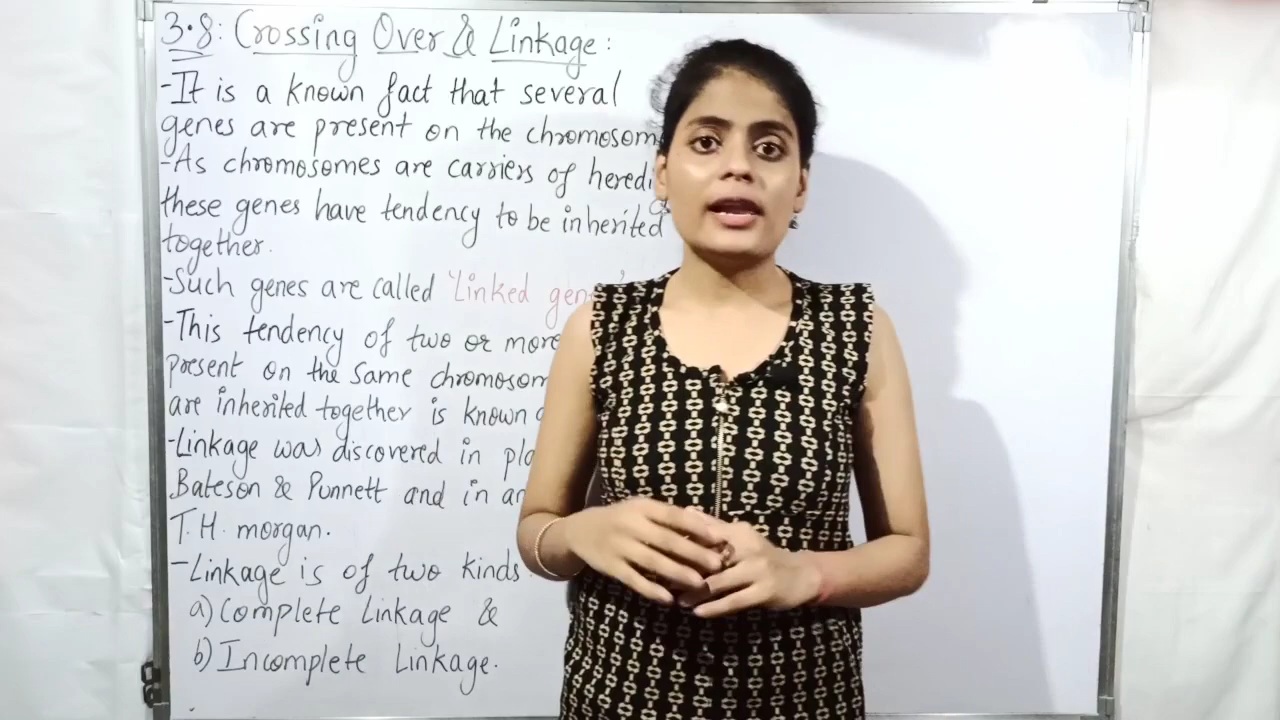 3.8: Crossing Over & Linkage:
-It is a known fact that several
genes are present on the chromosom
-As chromosomes are carriers of heredi
these genes have tendency to be inherited
together.
-Such genes are called 'Linked gene
-This tendency of two or more
present on the same chromosom
are inherited together is known
-Linkage was discovered in pla
Bateson & Punnett and in an
T.H. morgan.
-Linkage is of two kinds
a) Complete Linkage &
b) Incomplete Linkage.